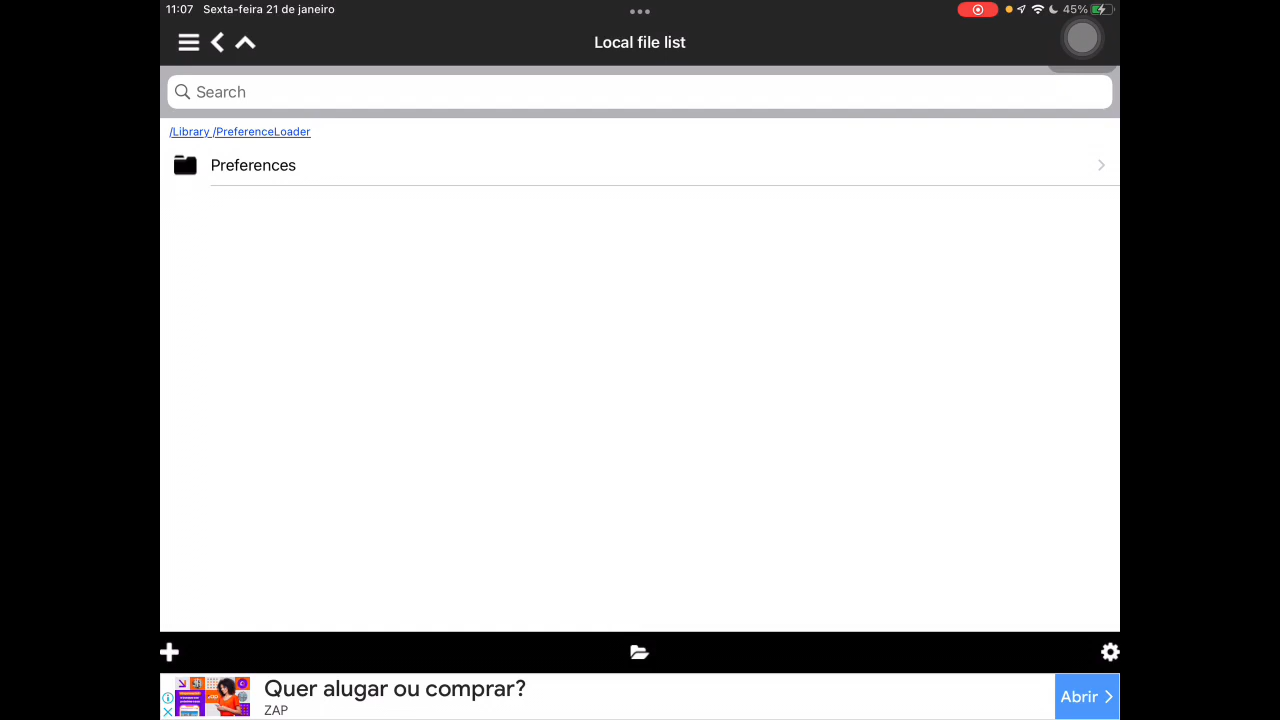 11:07 Sexta-feira 21 de janeiro
45%
Local file list
Search
/Library /PreferenceLoader
Preferences
Quer alugar ou comprar?
ZAP
Abrir